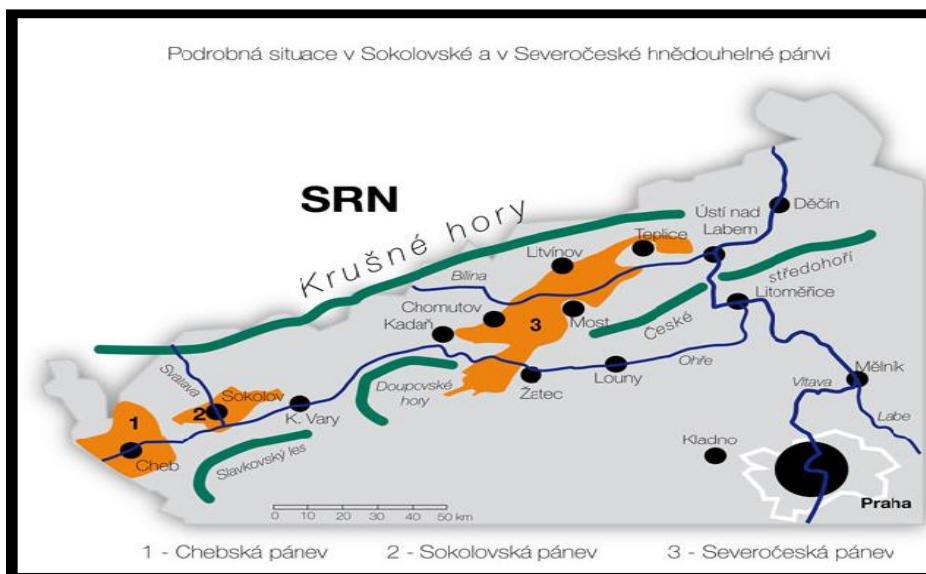 Podrobná situace v Sokolovské a v Severočeské hnědouhelné pánvi
SRN
Krušné hory
Děčín
Ústí nad
Labem
Teplice
Litvínov
Bílina
středohoří
Litoměřice
Chomutov
Most
České
Kadaň
3
Ohře
Louny
Žatec
Mělník
Vltava
Labe
Doupovské
hory
Svatava
Sokolov
2
K. Vary
1
Cheb
Slavkovský les
Kladno
Praha
0 10 20 30 40 50 km
1 - Chebská pánev 2 - Sokolovská pánev 3 - Severočeská pánev